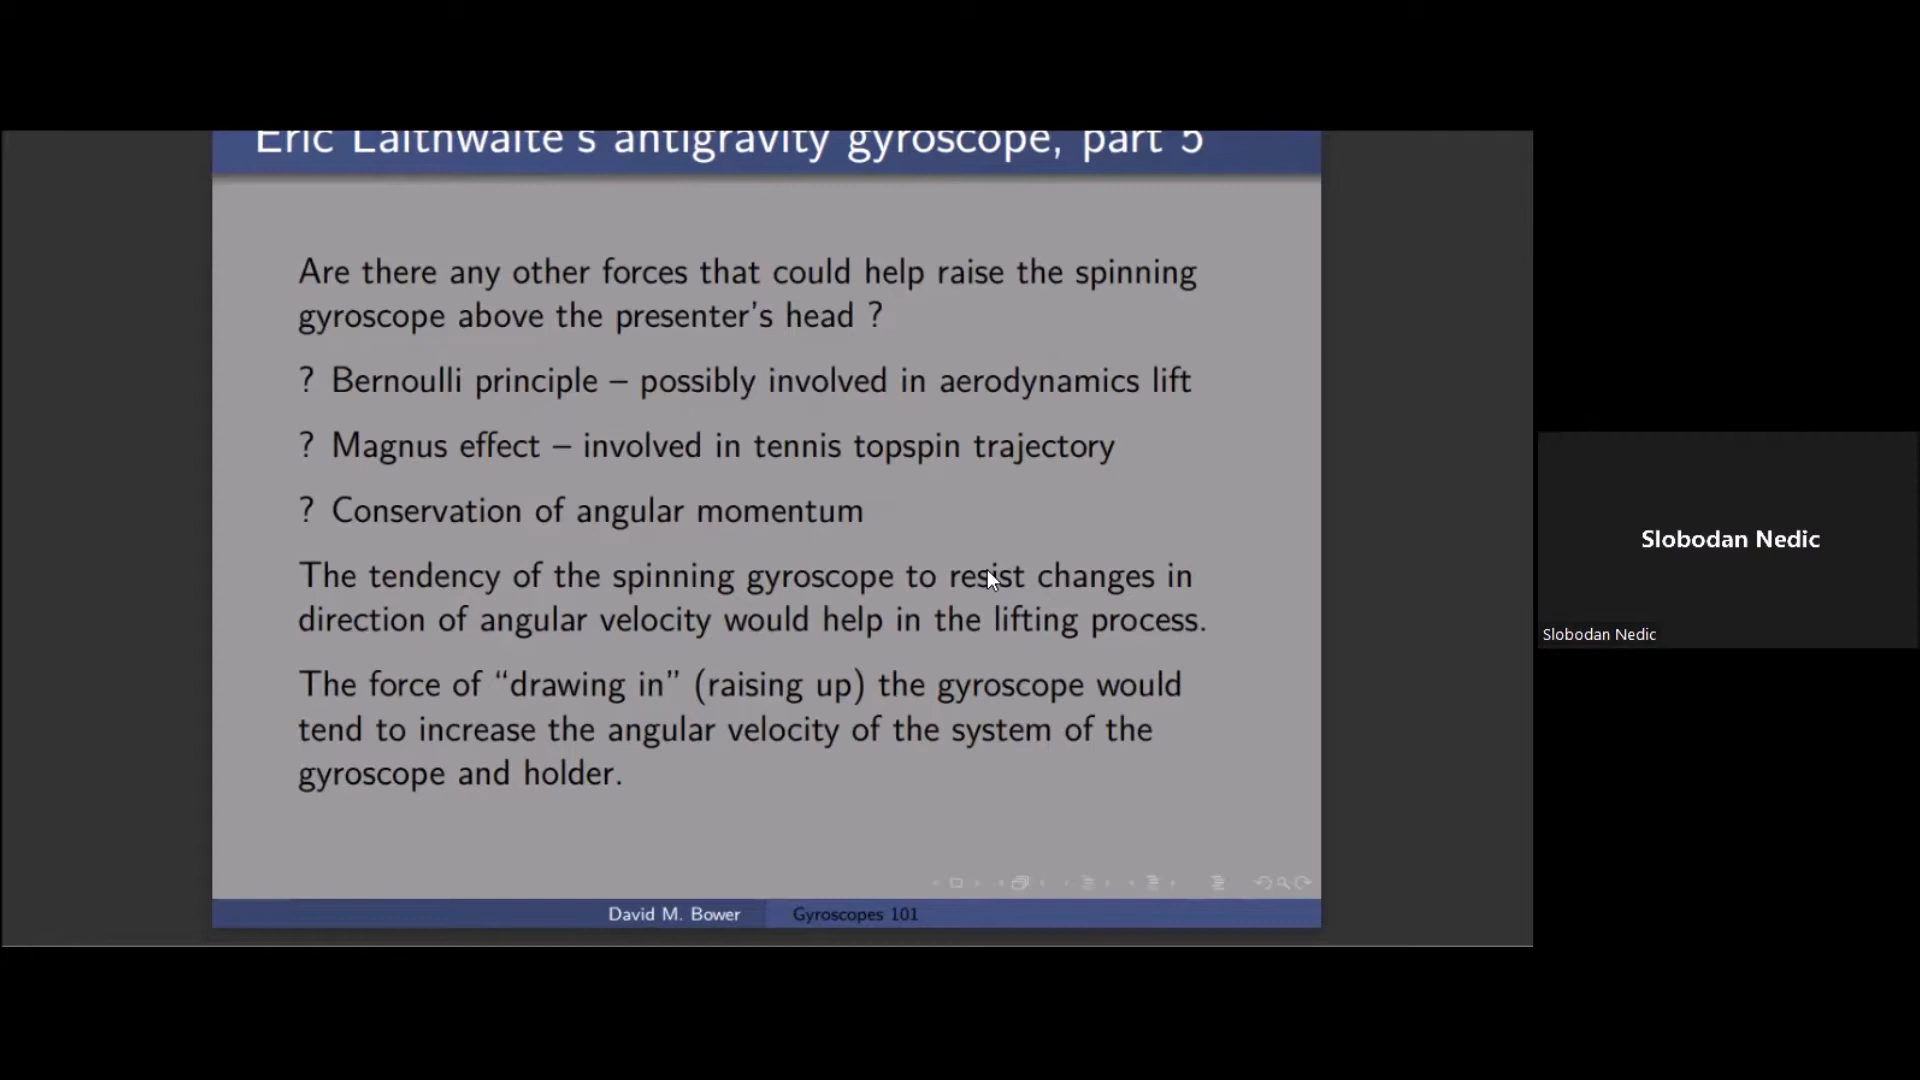 Eric Laithwaite's antigravity gyroscope, part 5
Are there any other forces that could help raise the spinning
gyroscope above the presenter's head ?
? Bernoulli principle – possibly involved in aerodynamics lift
? Magnus effect – involved in tennis topspin trajectory
? Conservation of angular momentum
The tendency of the spinning gyroscope to resist changes in
direction of angular velocity would help in the lifting process.
The force of “drawing in” (raising up) the gyroscope would
tend to increase the angular velocity of the system of the
gyroscope and holder.
David M. Bower Gyroscopes 101
Slobodan Nedic
Slobodan Nedic